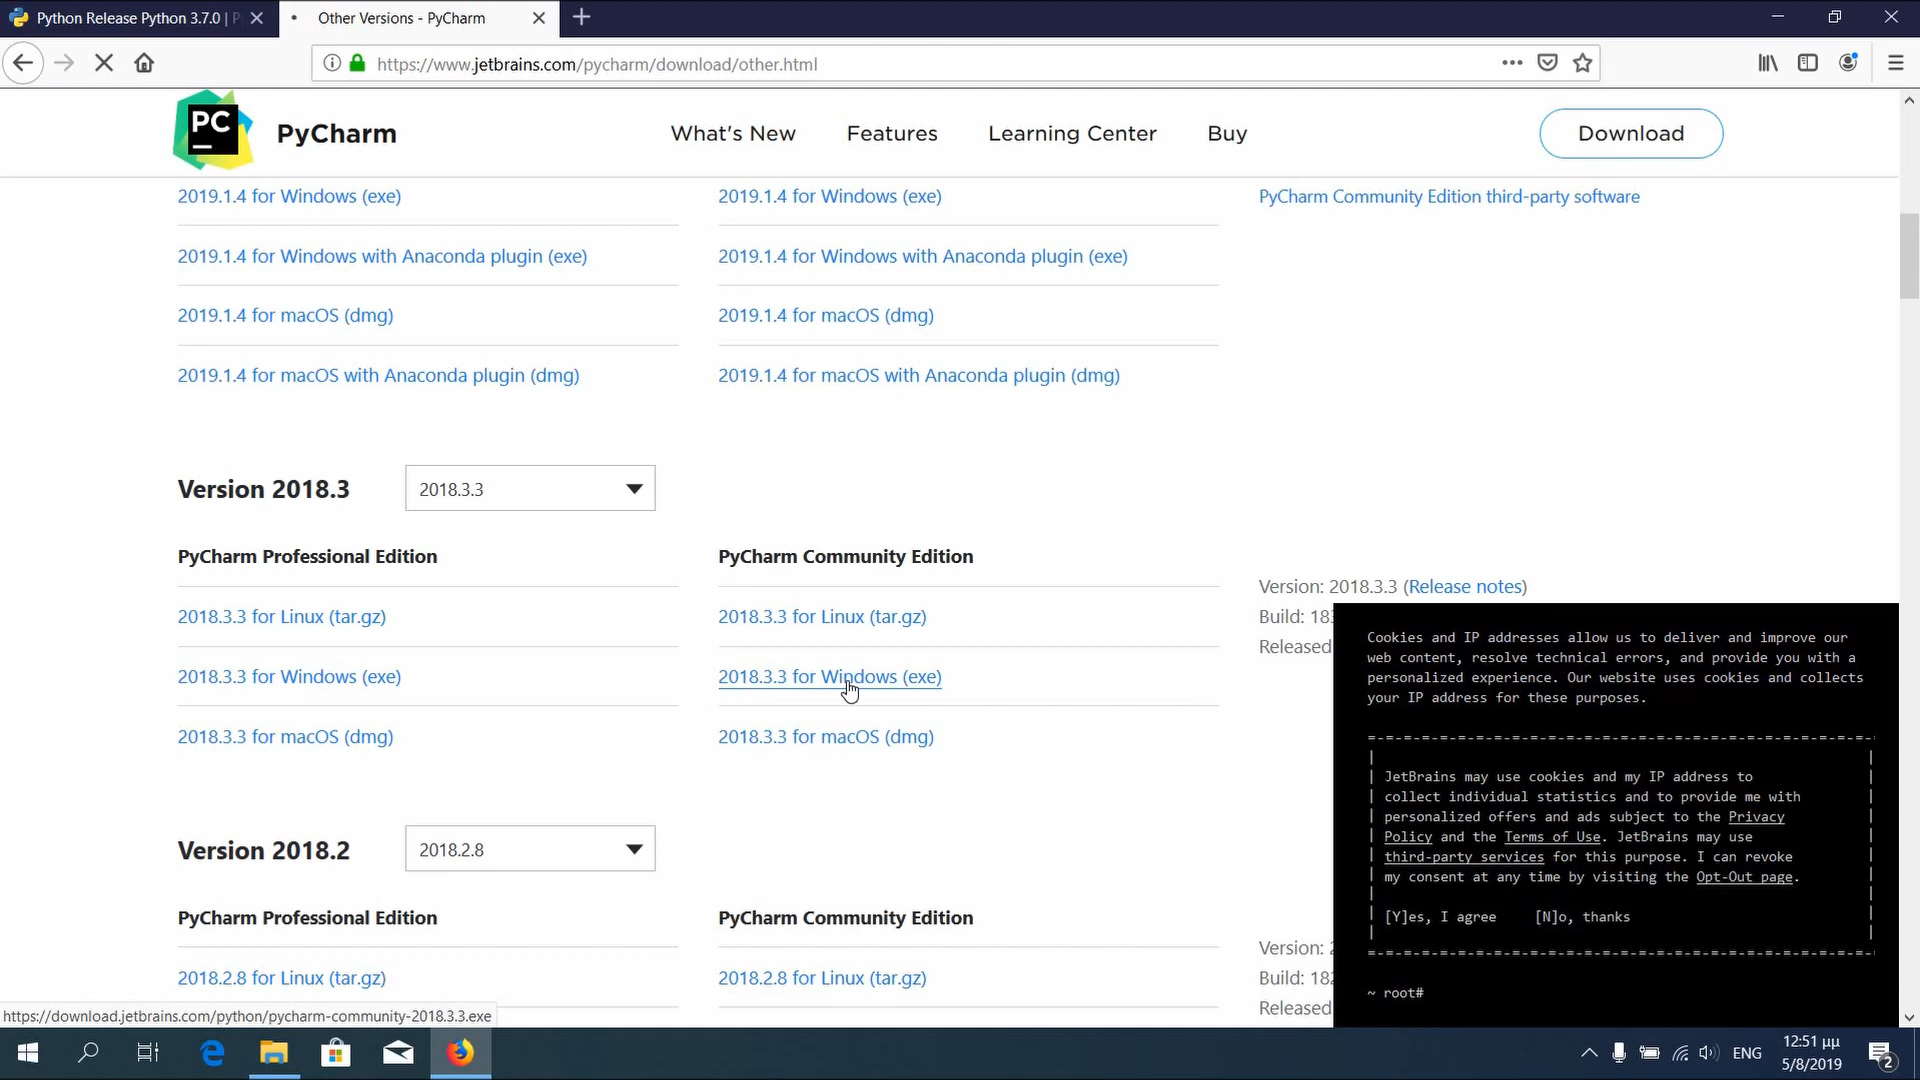 Python Release Python 3.7.0 | P
Other Versions - PyCharm
https://www.jetbrains.com/pycharm/download/other.html
PC
PyCharm
What's New
Features
Learning Center
Buy
Download
2019.1.4 for Windows (exe)
2019.1.4 for Windows (exe)
PyCharm Community Edition third-party software
2019.1.4 for Windows with Anaconda plugin (exe)
2019.1.4 for Windows with Anaconda plugin (exe)
2019.1.4 for macOS (dmg)
2019.1.4 for macOS (dmg)
2019.1.4 for macOS with Anaconda plugin (dmg)
2019.1.4 for macOS with Anaconda plugin (dmg)
Version 2018.3
2018.3.3
PyCharm Professional Edition
PyCharm Community Edition
Version: 2018.3.3 (Release notes)
2018.3.3 for Linux (tar.gz)
2018.3.3 for Linux (tar.gz)
Build: 183
Released
2018.3.3 for Windows (exe)
2018.3.3 for Windows (exe)
2018.3.3 for macOS (dmg)
2018.3.3 for macOS (dmg)
Version 2018.2
2018.2.8
PyCharm Professional Edition
PyCharm Community Edition
Version: 2
2018.2.8 for Linux (tar.gz)
2018.2.8 for Linux (tar.gz)
Build: 182
Released
Cookies and IP addresses allow us to deliver and improve our
web content, resolve technical errors, and provide you with a
personalized experience. Our website uses cookies and collects
your IP address for these purposes.
JetBrains may use cookies and my IP address to
collect individual statistics and to provide me with
personalized offers and ads subject to the Privacy
Policy and the Terms of Use. JetBrains may use
third-party services for this purpose. I can revoke
my consent at any time by visiting the Opt-Out page.
[Y]es, I agree [N]o, thanks
~ root#
https://download.jetbrains.com/python/pycharm-community-2018.3.3.exe
ENG
12:51 μμ
5/8/2019
2